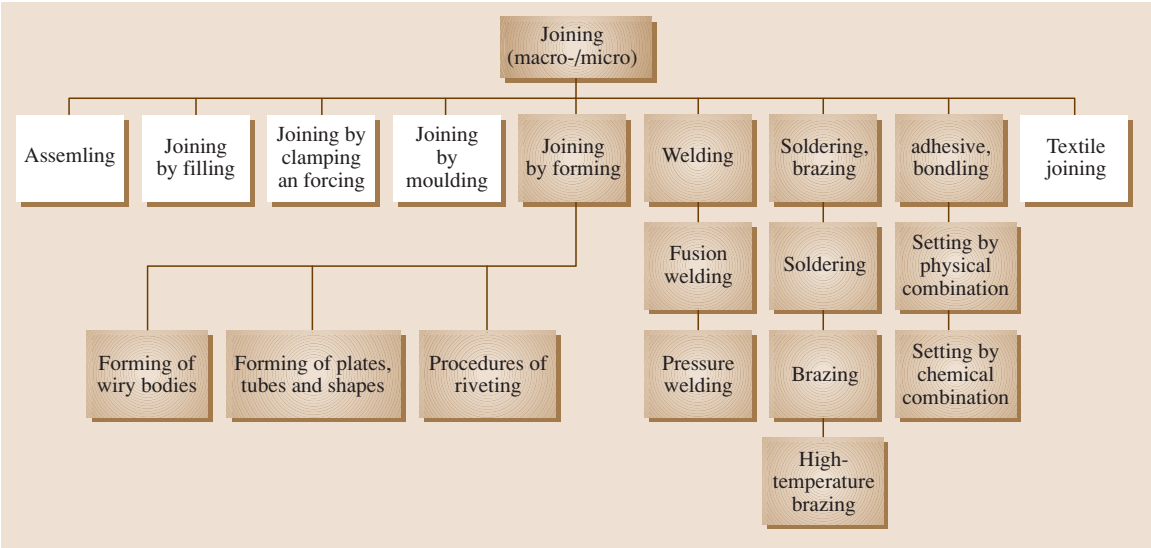 Joining
(macro-/micro)
Assemling
Joining
by filling
Joining by
clamping
an forcing
Joining
by
moulding
Joining
by forming
Welding
Soldering,
brazing
adhesive,
bondling
Textile
joining
Fusion
welding
Soldering
Setting by
physical
combination
Forming of
wiry bodies
Forming of plates,
tubes and shapes
Procedures of
riveting
Pressure
welding
Brazing
Setting by
chemical
combination
High-
temperature
brazing